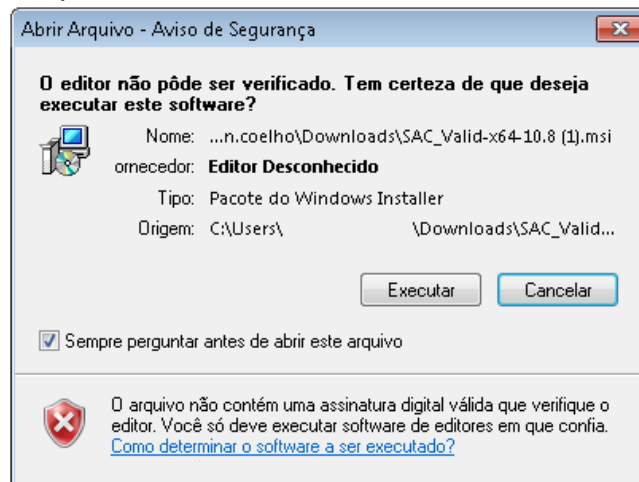 Abrir Arquivo - Aviso de Segurança
O editor não pôde ser verificado. Tem certeza de que deseja
executar este software?
Nome: ...n.coelho\Downloads\SAC_Valid-x64-10.8 (1).msi
ornecedor: Editor Desconhecido
Tipo: Pacote do Windows Installer
Origem: C:\Users\ \Downloads\SAC_Valid...
Executar Cancelar
Sempre perguntar antes de abrir este arquivo
O arquivo não contém uma assinatura digital válida que verifique o
editor. Você só deve executar software de editores em que confia.
Como determinar o software a ser executado?